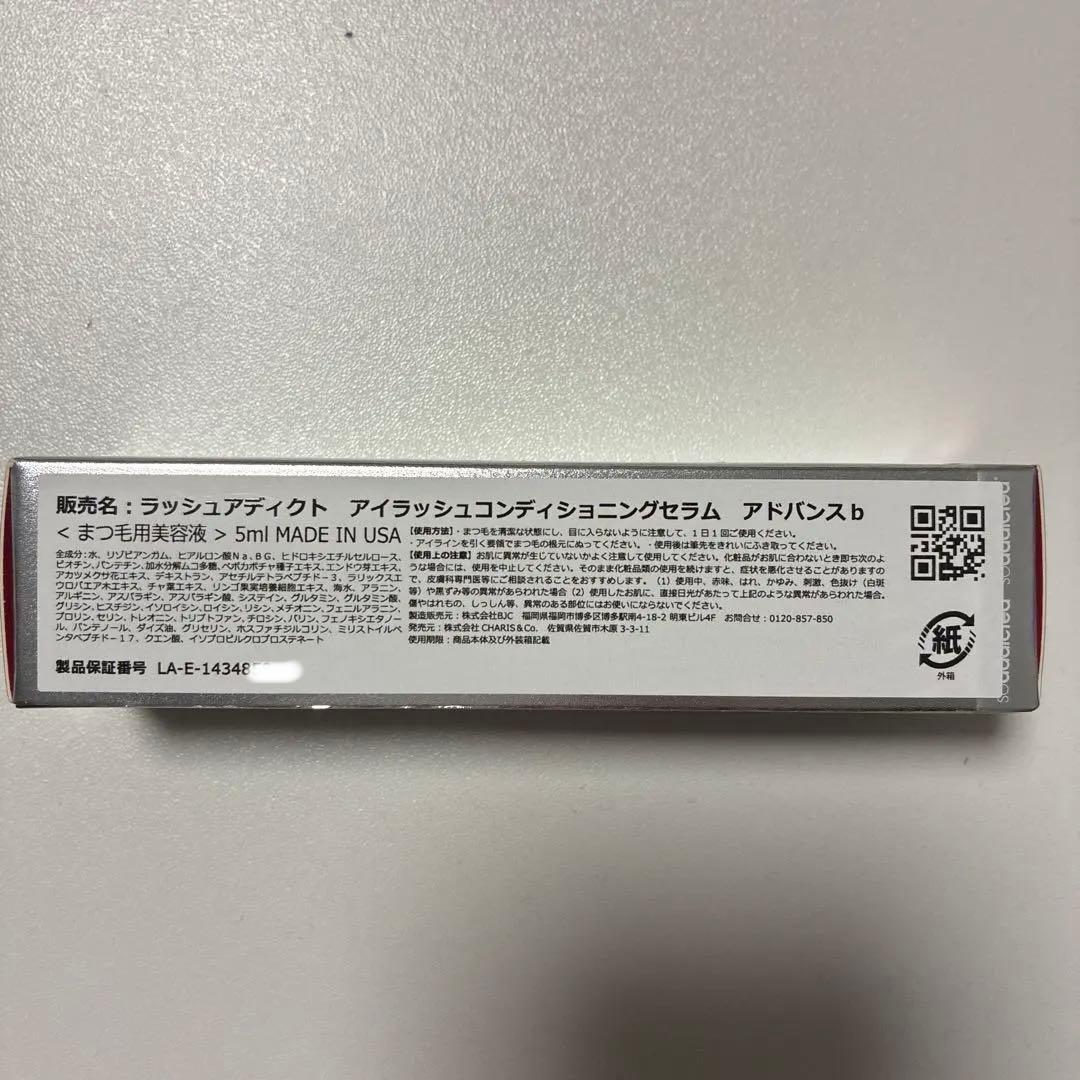 販売名：ラッシュアディクト　アイラッシュコンディショニングセラム　アドバンスb
< まつ毛用美容液 > 5ml MADE IN USA
全成分：水、リゾビアンガム、ヒアルロン酸Na、BG、ヒドロキシエチルセルロース、
ビオチン、パンテチン、加水分解ムコ多糖、ペポカボチャ種子エキス、エンドウ芽エキス、
アカツメクサ花エキス、デキストラン、アセチルテトラペプチド－3、ラリックスエ
ウロパエア木エキス、チャ葉エキス、リンゴ果実培養細胞エキス、海水、アラニン、
アルギニン、アスパラギン、アスパラギン酸、システイン、グルタミン、グルタミン酸、
グリシン、ヒスチジン、イソロイシン、ロイシン、リシン、メチオニン、フェニルアラニン、
プロリン、セリン、トレオニン、トリプトファン、チロシン、バリン、フェノキシエタノー
ル、パンテノール、ダイズ油、グリセリン、ホスファチジルコリン、ミリストイルペ
ンタペプチド－17、クエン酸、イソプロピルクロプロステネート
製品保証番号 LA-E-14348
【使用方法】・まつ毛を清潔な状態にし、目に入らないように注意して、1日1回ご使用ください。
・アイラインを引く要領でまつ毛の根元にぬってください。・使用後は筆先をきれいにふき取ってください。
【使用上の注意】お肌に異常が生じていないかよく注意して使用してください。化粧品がお肌に合わないとき即ち次のよ
うな場合には、使用を中止してください。そのまま化粧品類の使用を続けますと、症状を悪化させることがありますの
で、皮膚科専門医等にご相談されることをおすすめします。（1）使用中、赤味、はれ、かゆみ、刺激、色抜け（白斑
等）や黒ずみ等の異常があらわれた場合（2）使用したお肌に、直接日光があたって上記のような異常があらわれた場合。
傷やはれもの、しっしん等、異常のある部位にはお使いにならないでください。
製造販売元：株式会社BJC　福岡県福岡市博多区博多駅南4-18-2 明東ビル4F　お問合せ：0120-857-850
発売元：株式会社 CHARIS&Co.　佐賀県佐賀市木原 3-3-11
使用期限：商品本体及び外装箱記載
紙
外箱
soaddicted
soaddicted